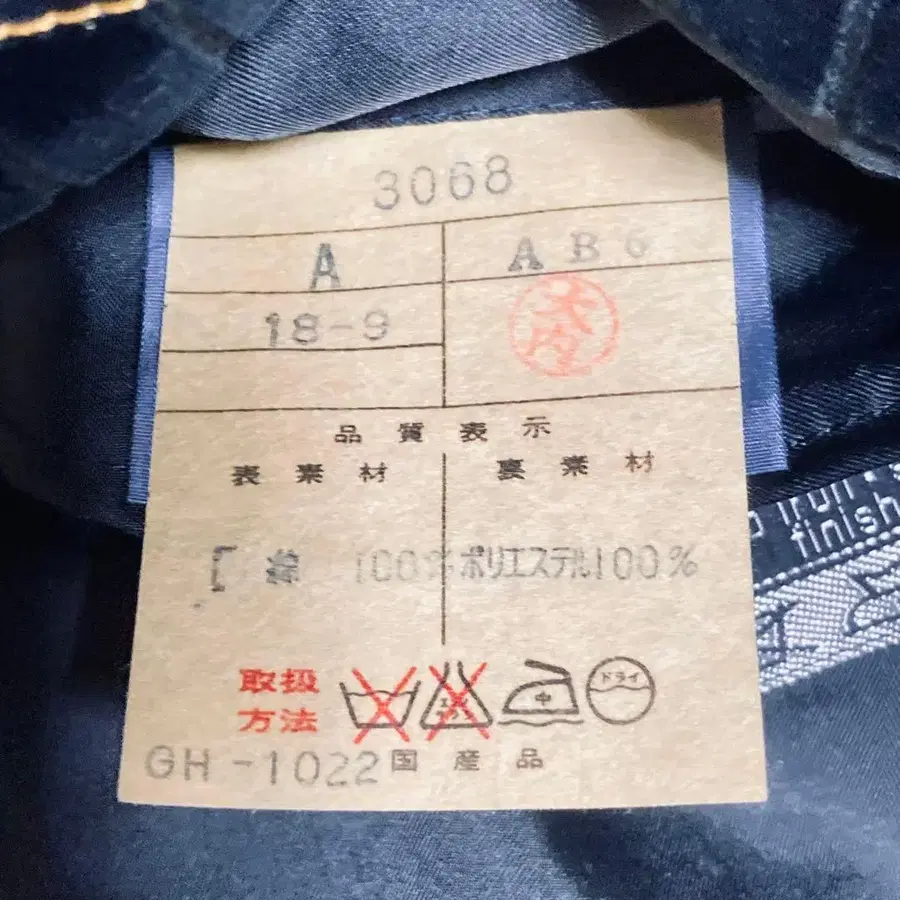 3068
A
AB6
18-9
品質表示
表素材
裏素材
綿 100%
ポリエステル100%
取扱
方法
中
ドライ
GH-1022
国産品
iron
finish